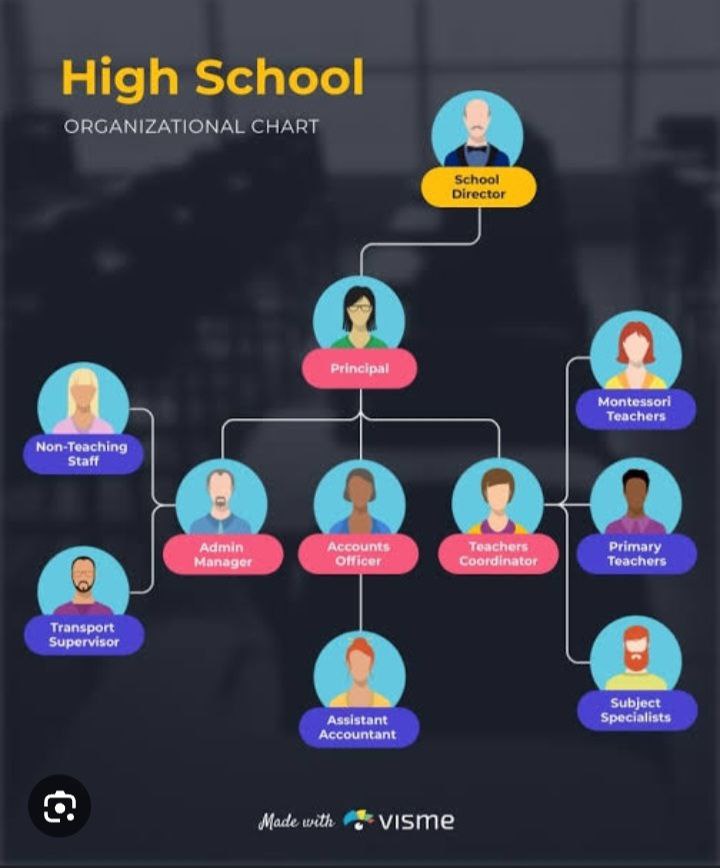 High School
ORGANIZATIONAL CHART
School
Director
Principal
Montessori
Teachers
Non-Teaching
Staff
Admin
Manager
Accounts
Officer
Teachers
Coordinator
Primary
Teachers
Transport
Supervisor
Subject
Specialists
Assistant
Accountant
Made with visme